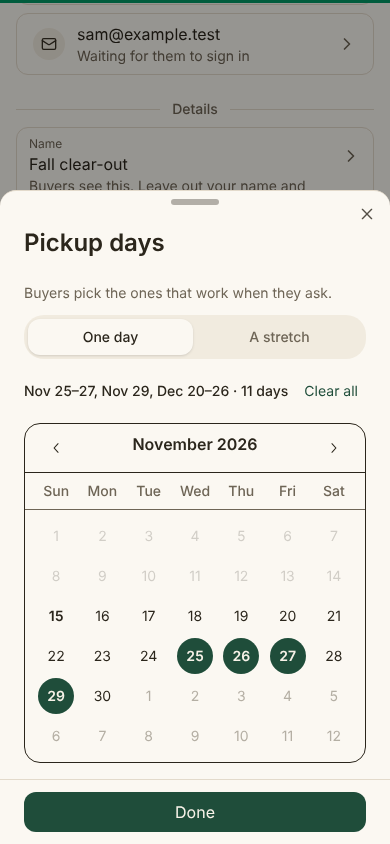 sam@example.test
Waiting for them to sign in
Details
Name
Fall clear-out
Buyers see this. Leave out your name and
Pickup days
Buyers pick the ones that work when they ask.
One day
A stretch
Nov 25–27, Nov 29, Dec 20–26 · 11 days
Clear all
November 2026
Sun Mon Tue Wed Thu Fri Sat
1 2 3 4 5 6 7
8 9 10 11 12 13 14
15 16 17 18 19 20 21
22 23 24 25 26 27 28
29 30 1 2 3 4 5
6 7 8 9 10 11 12
Done